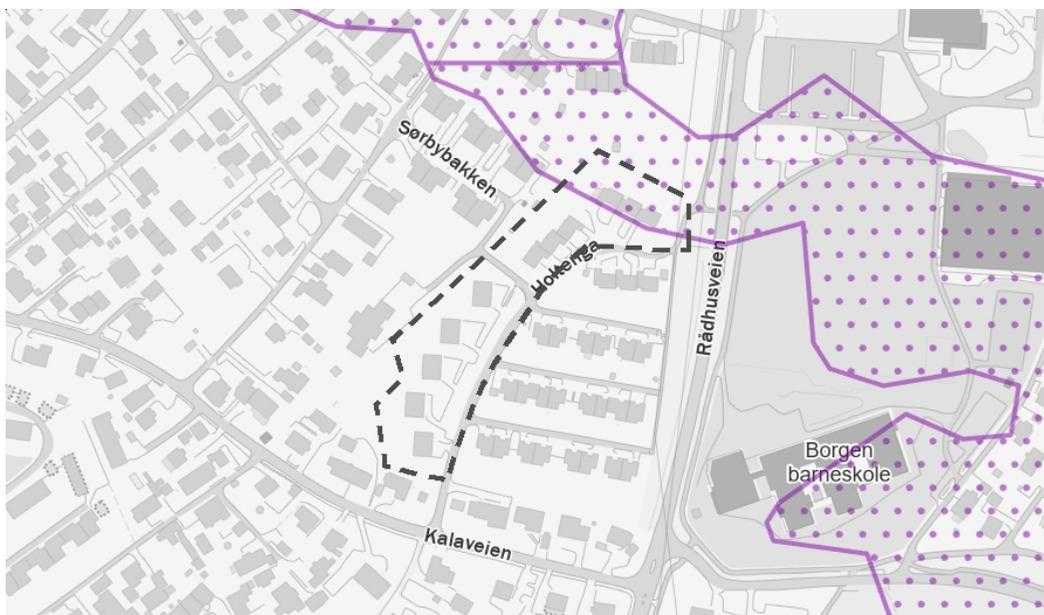 Sørbybakken
Holtenga
Rådhusveien
Borgen
barneskole
Kalaveien